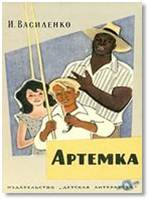 И. Василенко
АРТЕМКА
ИЗДАТЕЛЬСТВО „ДЕТСКАЯ ЛИТЕРАТУРА"